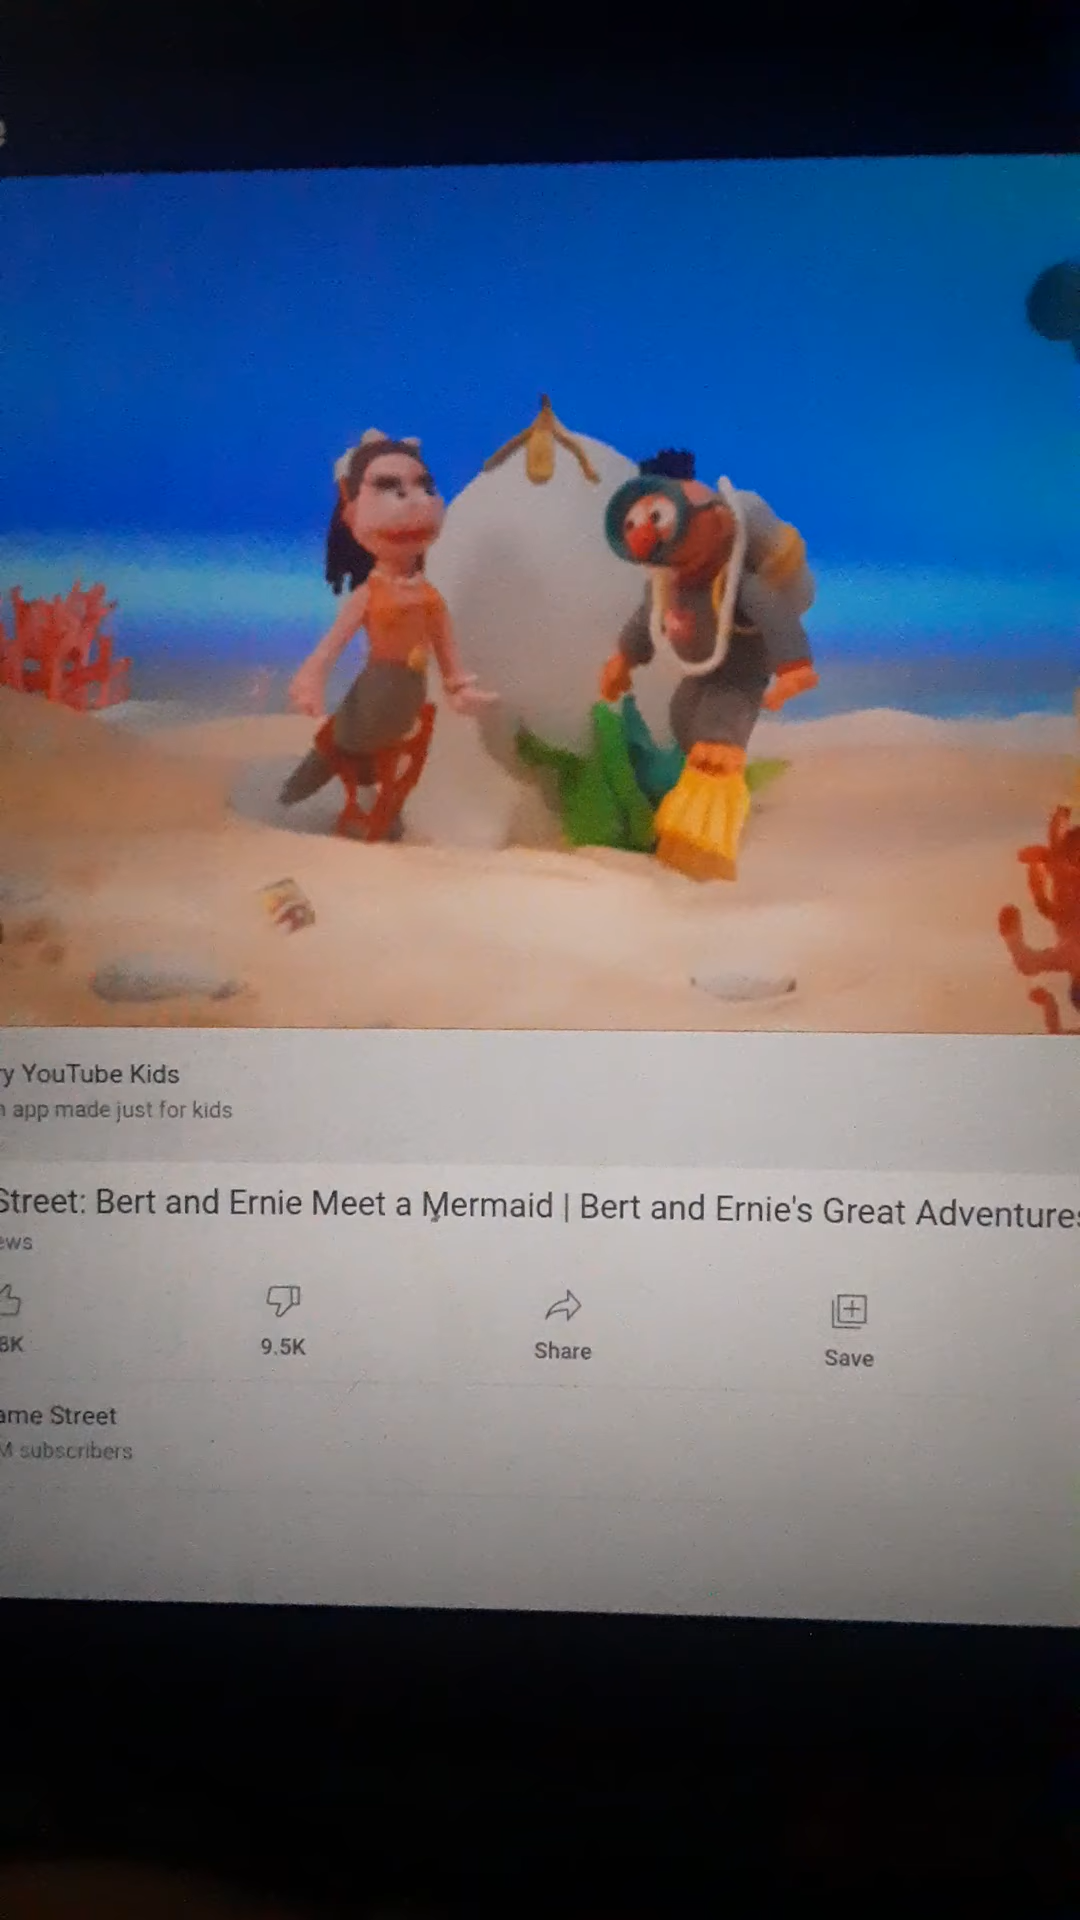 y YouTube Kids
app made just for kids
Street: Bert and Ernie Meet a Mermaid | Bert and Ernie's Great Adventures
ews
8K
9.5K
Share
Save
ame Street
M subscribers